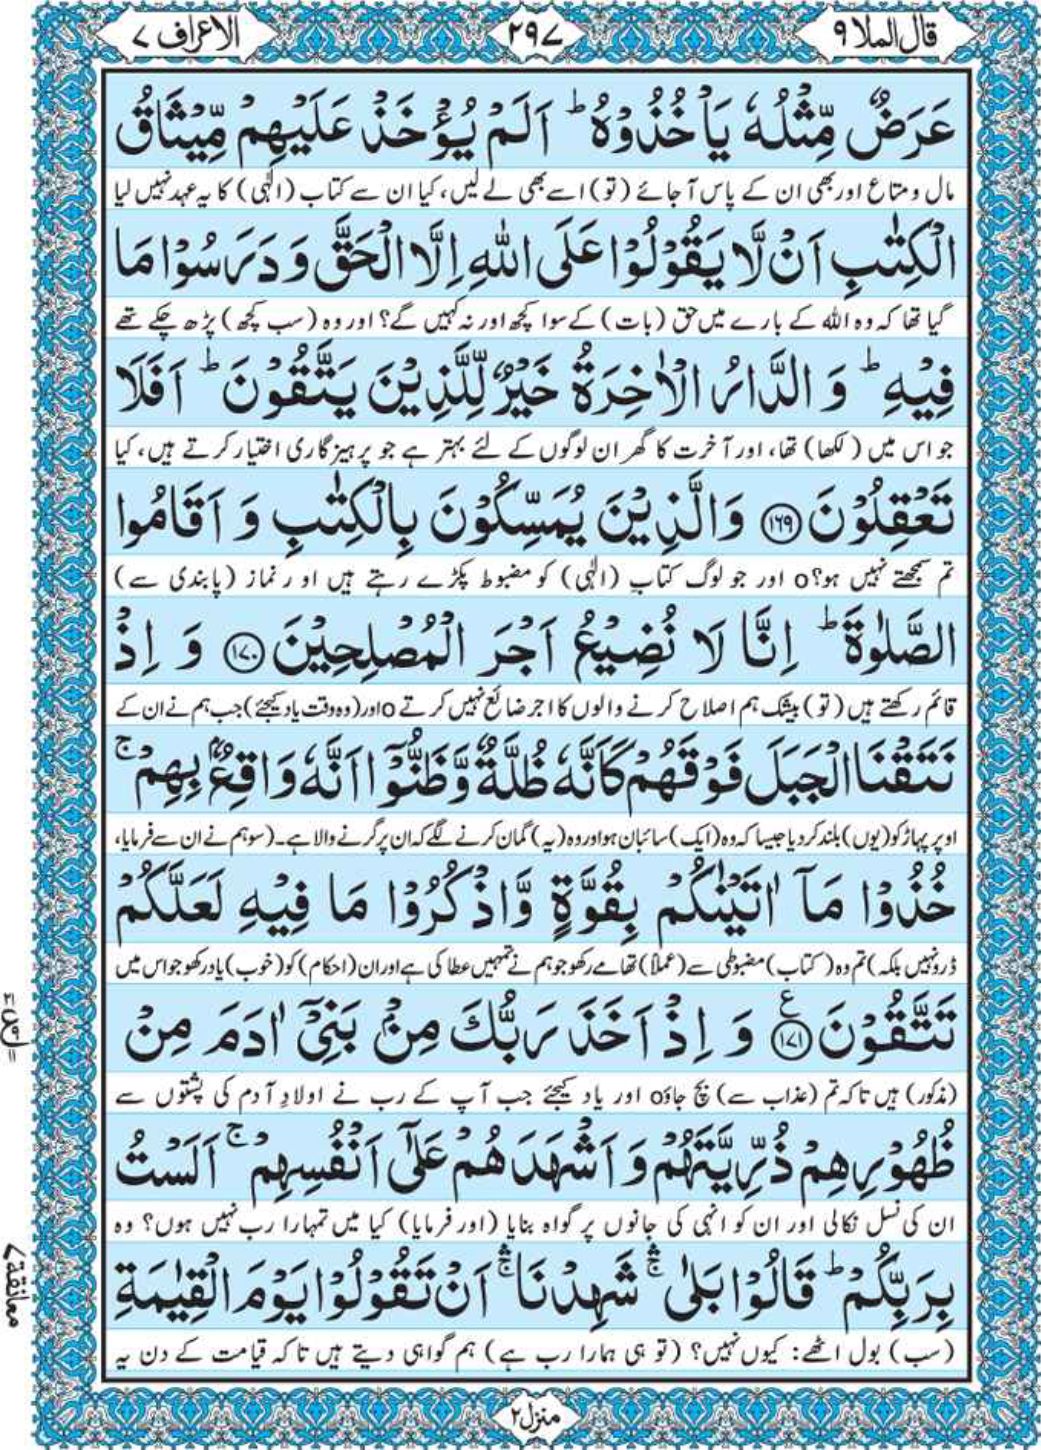 قال الملا ٩
٢٩٧
الاعراف ٧
عَرَضٌ مِّثْلُهٗ يَاْخُذُوْهُ ؕ اَلَمْ يُؤْخَذْ عَلَيْهِمْ مِّيْثَاقُ
مال و متاع اور بھی ان کے پاس آ جائے (تو) اسے بھی لے لیں، کیا ان سے کتاب (الٰہی) کا یہ عہد نہیں لیا
الْكِتٰبِ اَنْ لَّا يَقُوْلُوْا عَلَى اللّٰهِ اِلَّا الْحَقَّ وَ دَرَسُوْا مَا
گیا تھا کہ وہ اللہ کے بارے میں حق (بات) کے سوا کچھ اور نہ کہیں گے؟ اور وہ (سب کچھ) پڑھ چکے تھے
فِيْهِ ؕ وَ الدَّارُ الْاٰخِرَةُ خَيْرٌ لِّلَّذِيْنَ يَتَّقُوْنَ ؕ اَفَلَا
جو اس میں (لکھا) تھا، اور آخرت کا گھر ان لوگوں کے لئے بہتر ہے جو پرہیزگاری اختیار کرتے ہیں، کیا
تَعْقِلُوْنَ ﴿۱۶۹﴾ وَالَّذِيْنَ يُمَسِّكُوْنَ بِالْكِتٰبِ وَ اَقَامُوا
تم سمجھتے نہیں ہو؟o اور جو لوگ کتابِ (الٰہی) کو مضبوط پکڑے رہتے ہیں او ر نماز (پابندی سے)
الصَّلٰوةَ ؕ اِنَّا لَا نُضِيْعُ اَجْرَ الْمُصْلِحِيْنَ ﴿۱۷۰﴾ وَ اِذْ
قائم رکھتے ہیں (تو) بیشک ہم اصلاح کرنے والوں کا اجر ضائع نہیں کرتےo اور (وہ وقت یاد کیجئے) جب ہم نے ان کے
نَتَقْنَا الْجَبَلَ فَوْقَهُمْ كَاَنَّهٗ ظُلَّةٌ وَّظَنُّوْۤا اَنَّهٗ وَاقِعٌۢ بِهِمْ ۚ
اوپر پہاڑ کو (یوں) بلند کر دیا جیسا کہ وہ (ایک) سائبان ہو اور وہ (یہ) گمان کرنے لگے کہ ان پر گرنے والا ہے۔ (سو ہم نے ان سے فرمایا،
خُذُوْا مَاۤ اٰتَيْنٰكُمْ بِقُوَّةٍ وَّاذْكُرُوْا مَا فِيْهِ لَعَلَّكُمْ
ڈرو نہیں بلکہ) تم وہ (کتاب) مضبوطی سے (عملاً) تھامے رکھو جو ہم نے تمہیں عطا کی ہے اور ان (احکام) کو (خوب) یاد رکھو جو اس میں
تَتَّقُوْنَ ﴿۱۷۱﴾ ع وَ اِذْ اَخَذَ رَبُّكَ مِنْۢ بَنِيْۤ اٰدَمَ مِنْ
(مذکور) ہیں تاکہ تم (عذاب سے) بچ جاؤo اور یاد کیجئے جب آپ کے رب نے اولادِ آدم کی پشتوں سے
ظُهُوْرِهِمْ ذُرِّيَّتَهُمْ وَ اَشْهَدَهُمْ عَلٰۤى اَنْفُسِهِمْ ۚ اَلَسْتُ
ان کی نسل نکالی اور ان کو انہی کی جانوں پر گواہ بنایا (اور فرمایا) کیا میں تمہارا رب نہیں ہوں؟ وہ
بِرَبِّكُمْ ؕ قَالُوْا بَلٰى ۛۚ شَهِدْنَا ۛۚ اَنْ تَقُوْلُوْا يَوْمَ الْقِيٰمَةِ
(سب) بول اٹھے: کیوں نہیں؟ (تو ہی ہمارا رب ہے) ہم گواہی دیتے ہیں تاکہ قیامت کے دن یہ
معانقة ٧
منزل ٢